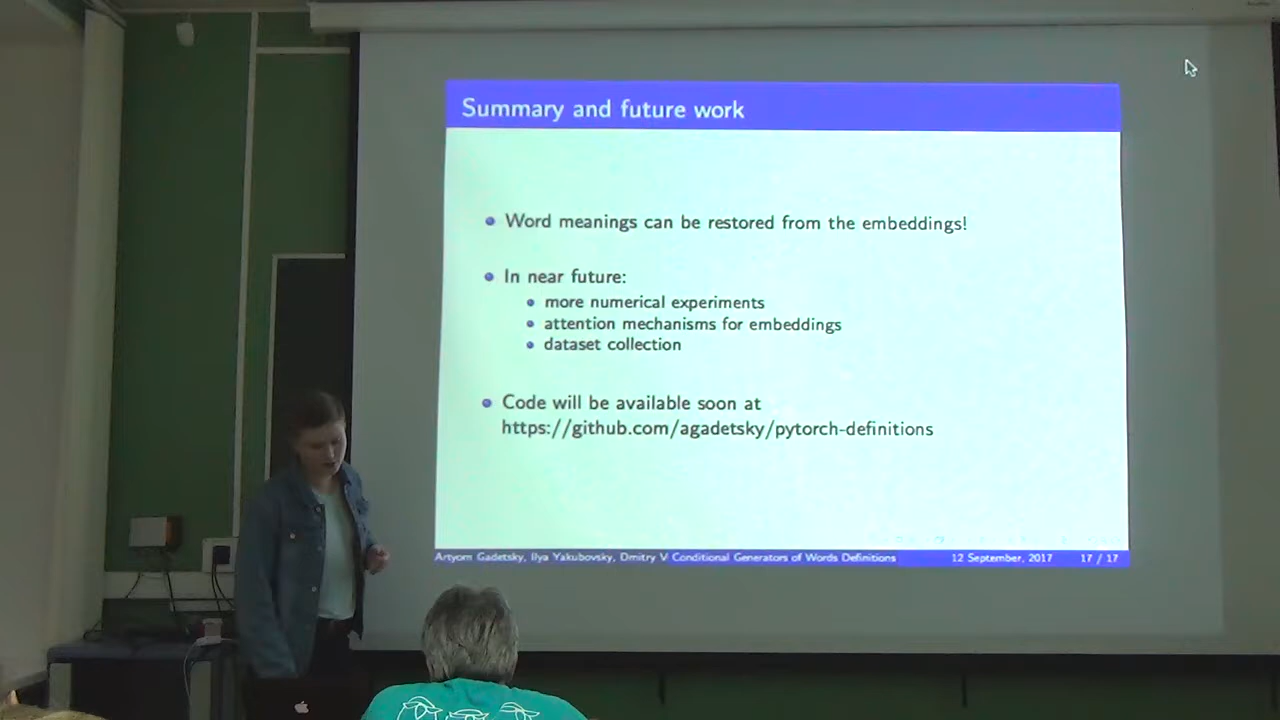 Summary and future work
Word meanings can be restored from the embeddings!
In near future:
more numerical experiments
attention mechanisms for embeddings
dataset collection
Code will be available soon at
https://github.com/agadetsky/pytorch-definitions
Artyom Gadetsky, Ilya Yakubovsky, Dmitry V Conditional Generators of Words Definitions 12 September, 2017 17 / 17